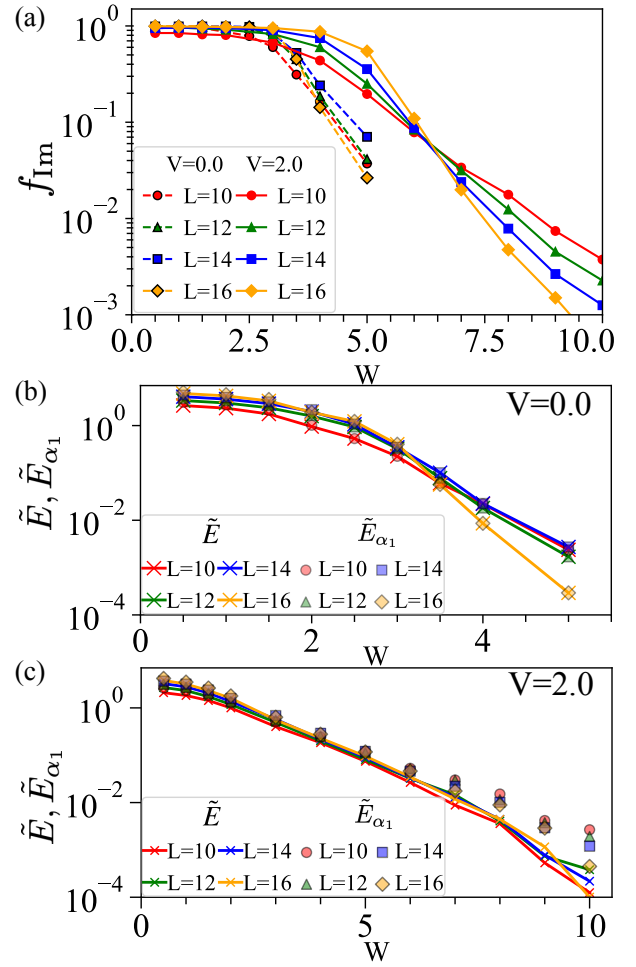 (a)
10⁰
10⁻¹
10⁻²
10⁻³
f_Im
V=0.0 V=2.0
L=10 L=10
L=12 L=12
L=14 L=14
L=16 L=16
0.0 2.5 5.0 7.5 10.0
W
(b)
V=0.0
10⁰
10⁻²
10⁻⁴
Ẽ, Ẽ_α₁
Ẽ Ẽ_α₁
L=10 L=14 L=10 L=14
L=12 L=16 L=12 L=16
0 2 4
W
(c)
V=2.0
10⁰
10⁻²
10⁻⁴
Ẽ, Ẽ_α₁
Ẽ Ẽ_α₁
L=10 L=14 L=10 L=14
L=12 L=16 L=12 L=16
0 5 10
W